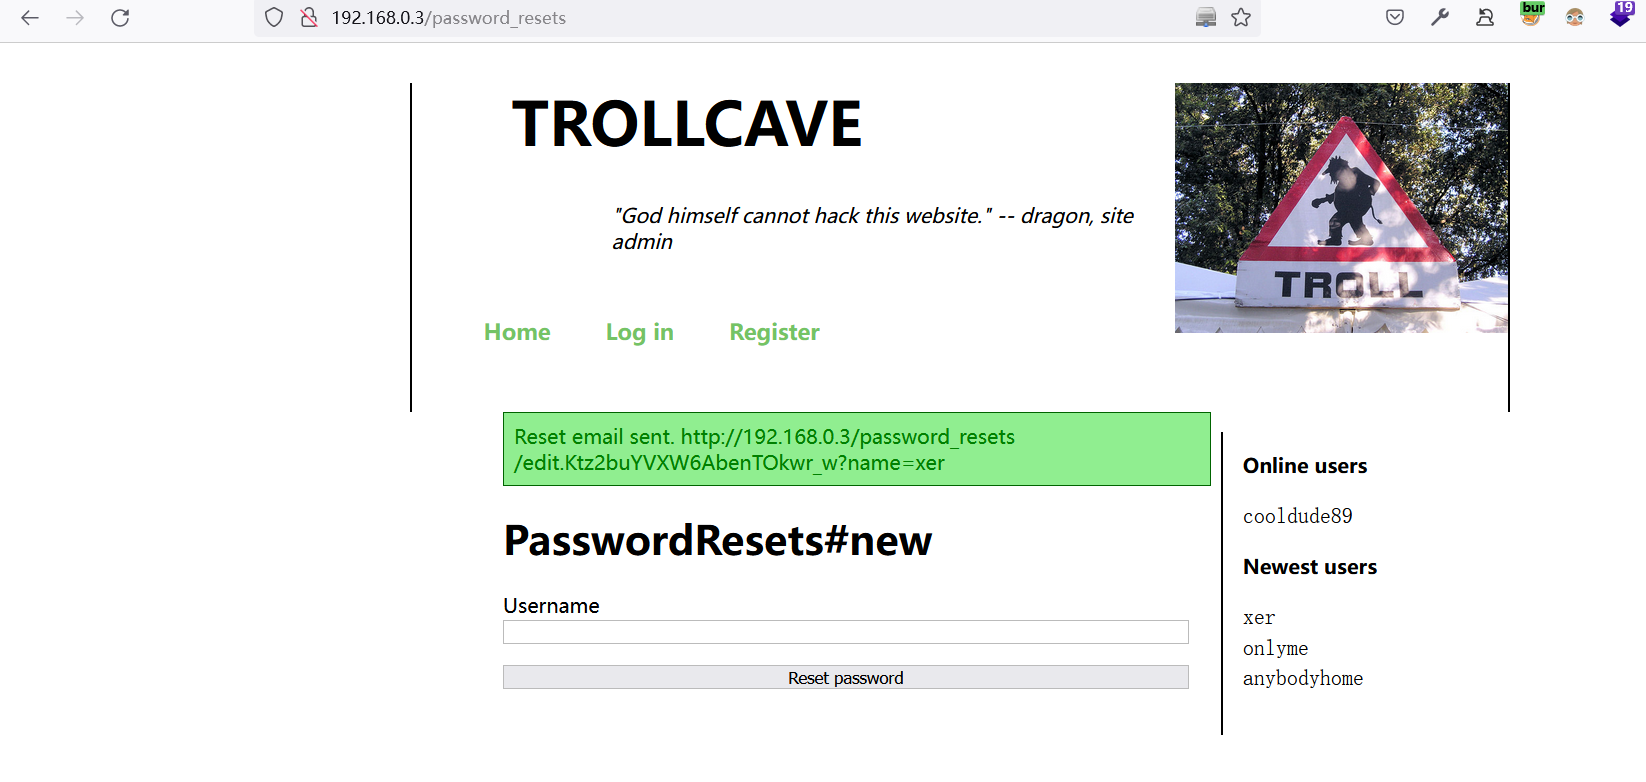 192.168.0.3/password_resets
bur
19
TROLLCAVE
"God himself cannot hack this website." -- dragon, site
admin
TROLL
Home Log in Register
Reset email sent. http://192.168.0.3/password_resets
/edit.Ktz2buYVXW6AbenTOkwr_w?name=xer
PasswordResets#new
Username
Reset password
Online users
cooldude89
Newest users
xer
onlyme
anybodyhome